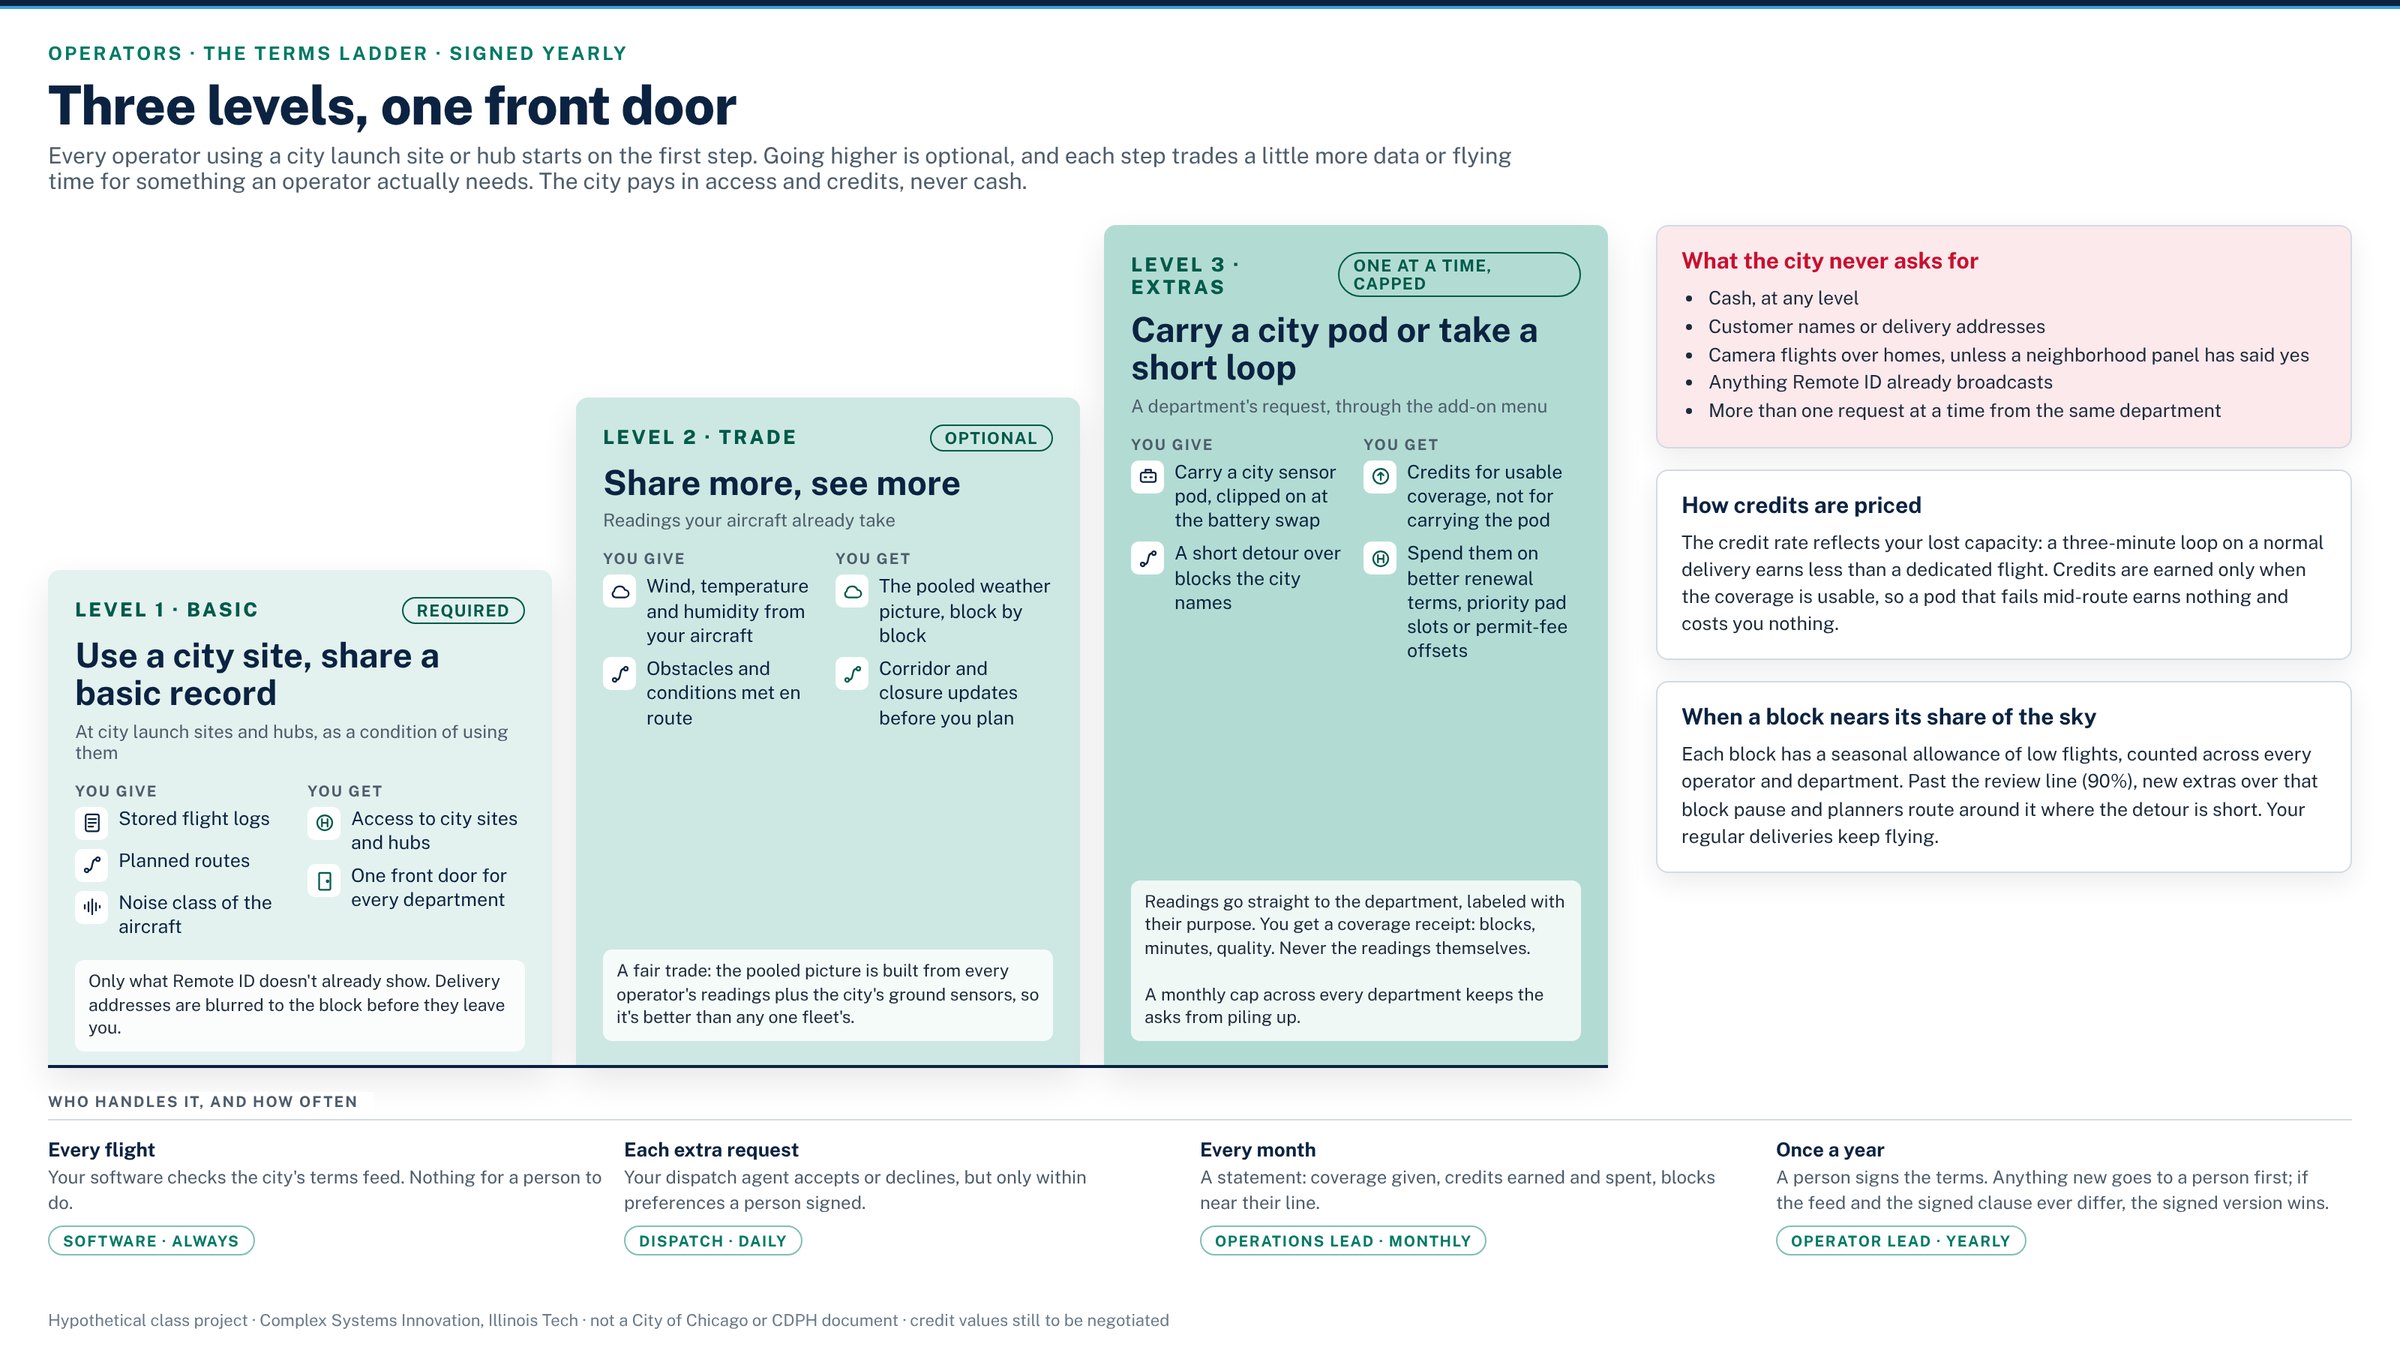 OPERATORS · THE TERMS LADDER · SIGNED YEARLY
Three levels, one front door
Every operator using a city launch site or hub starts on the first step. Going higher is optional, and each step trades a little more data or flying
time for something an operator actually needs. The city pays in access and credits, never cash.
LEVEL 1 · BASIC
REQUIRED
Use a city site, share a
basic record
At city launch sites and hubs, as a condition of using
them
YOU GIVE
Stored flight logs
Planned routes
Noise class of the
aircraft
YOU GET
Access to city sites
and hubs
One front door for
every department
Only what Remote ID doesn't already show. Delivery
addresses are blurred to the block before they leave
you.
LEVEL 2 · TRADE
OPTIONAL
Share more, see more
Readings your aircraft already take
YOU GIVE
Wind, temperature
and humidity from
your aircraft
Obstacles and
conditions met en
route
YOU GET
The pooled weather
picture, block by
block
Corridor and
closure updates
before you plan
A fair trade: the pooled picture is built from every
operator's readings plus the city's ground sensors, so
it's better than any one fleet's.
LEVEL 3 ·
EXTRAS
ONE AT A TIME,
CAPPED
Carry a city pod or take a
short loop
A department's request, through the add-on menu
YOU GIVE
Carry a city sensor
pod, clipped on at
the battery swap
A short detour over
blocks the city
names
YOU GET
Credits for usable
coverage, not for
carrying the pod
Spend them on
better renewal
terms, priority pad
slots or permit-fee
offsets
Readings go straight to the department, labeled with
their purpose. You get a coverage receipt: blocks,
minutes, quality. Never the readings themselves.
A monthly cap across every department keeps the
asks from piling up.
What the city never asks for
• Cash, at any level
• Customer names or delivery addresses
• Camera flights over homes, unless a neighborhood panel has said yes
• Anything Remote ID already broadcasts
• More than one request at a time from the same department
How credits are priced
The credit rate reflects your lost capacity: a three-minute loop on a normal
delivery earns less than a dedicated flight. Credits are earned only when
the coverage is usable, so a pod that fails mid-route earns nothing and
costs you nothing.
When a block nears its share of the sky
Each block has a seasonal allowance of low flights, counted across every
operator and department. Past the review line (90%), new extras over that
block pause and planners route around it where the detour is short. Your
regular deliveries keep flying.
WHO HANDLES IT, AND HOW OFTEN
Every flight
Your software checks the city's terms feed. Nothing for a person to
do.
SOFTWARE · ALWAYS
Each extra request
Your dispatch agent accepts or declines, but only within
preferences a person signed.
DISPATCH · DAILY
Every month
A statement: coverage given, credits earned and spent, blocks
near their line.
OPERATIONS LEAD · MONTHLY
Once a year
A person signs the terms. Anything new goes to a person first; if
the feed and the signed clause ever differ, the signed version wins.
OPERATOR LEAD · YEARLY
Hypothetical class project · Complex Systems Innovation, Illinois Tech · not a City of Chicago or CDPH document · credit values still to be negotiated